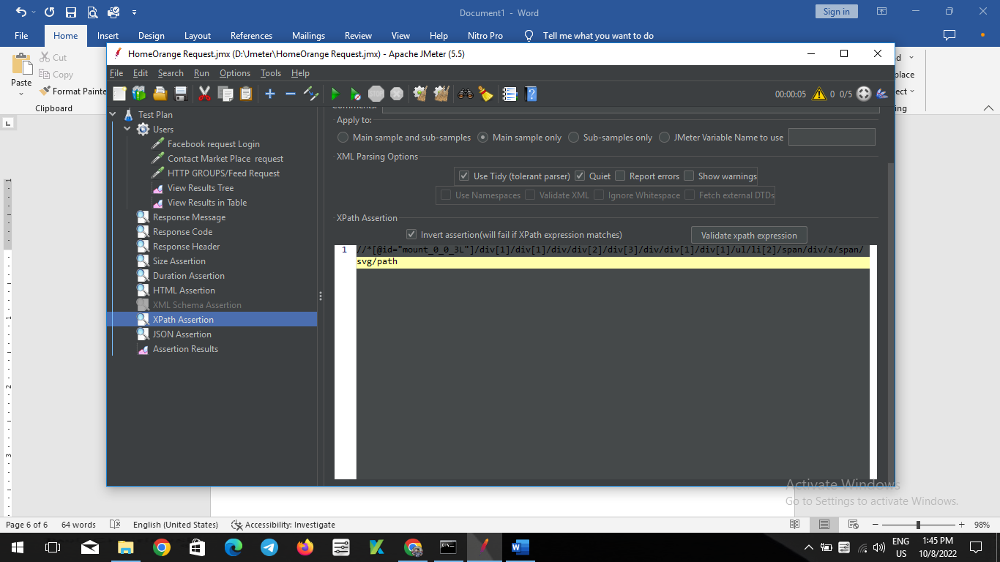 Document1 - Word
Sign in
File Home Insert Design Layout References Mailings Review View Help Nitro Pro Tell me what you want to do
Paste
Cut
Copy
Format Painte
Clipboard
HomeOrange Request.jmx (D:\Jmeter\HomeOrange Request.jmx) - Apache JMeter (5.5)
File Edit Search Run Options Tools Help
00:00:05 0 0/5
d
place
ect
ing
Test Plan
Users
Facebook request Login
Contact Market Place request
HTTP GROUPS/Feed Request
View Results Tree
View Results in Table
Response Message
Response Code
Response Header
Size Assertion
Duration Assertion
HTML Assertion
XML Schema Assertion
XPath Assertion
JSON Assertion
Assertion Results
Apply to:
Main sample and sub-samples Main sample only Sub-samples only JMeter Variable Name to use
XML Parsing Options
Use Tidy (tolerant parser) Quiet Report errors Show warnings
Use Namespaces Validate XML Ignore Whitespace Fetch external DTDs
XPath Assertion
Invert assertion(will fail if XPath expression matches) Validate xpath expression
1 //*[@id="mount_0_0_3L"]/div[1]/div[1]/div/div[2]/div[3]/div/div[1]/div[1]/ul/li[2]/span/div/a/span/
svg/path
1
1
2
3
Activate Windows
Go to Settings to activate Windows.
Page 6 of 6 64 words English (United States) Accessibility: Investigate 98%
ENG
US
1:45 PM
10/8/2022